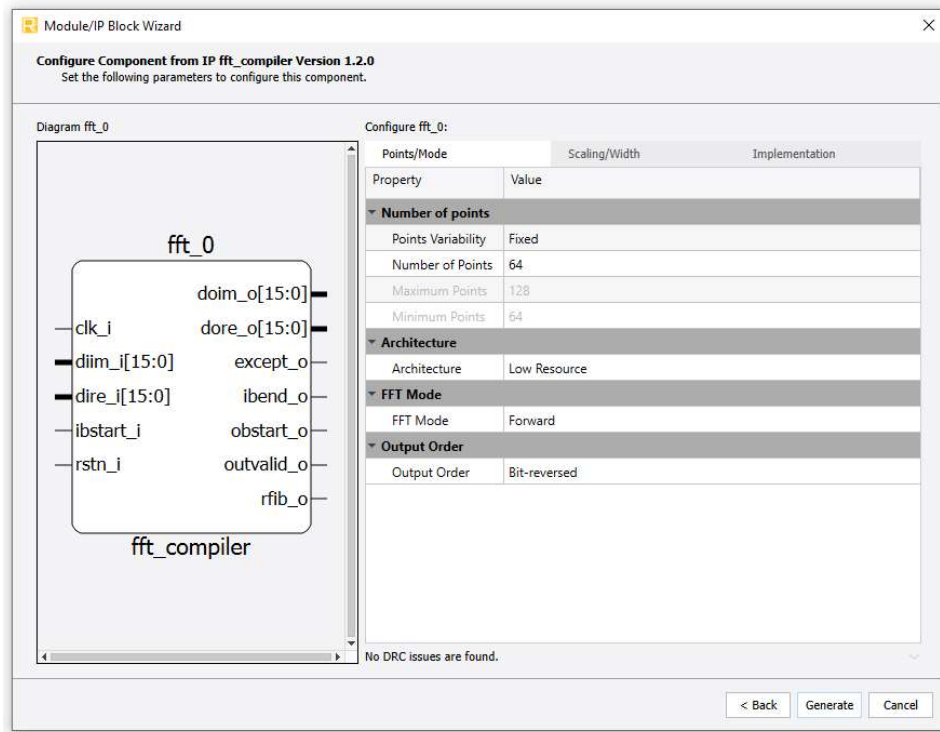 Module/IP Block Wizard
Configure Component from IP fft_compiler Version 1.2.0
Set the following parameters to configure this component.
Diagram fft_0
fft_0
doim_o[15:0]
clk_i
dore_o[15:0]
diim_i[15:0]
except_o
dire_i[15:0]
ibend_o
ibstart_i
obstart_o
rstn_i
outvalid_o
rfib_o
fft_compiler
Configure fft_0:
Points/Mode Scaling/Width Implementation
Property Value
Number of points
Points Variability Fixed
Number of Points 64
Maximum Points 128
Minimum Points 64
Architecture
Architecture Low Resource
FFT Mode
FFT Mode Forward
Output Order
Output Order Bit-reversed
No DRC issues are found.
< Back Generate Cancel